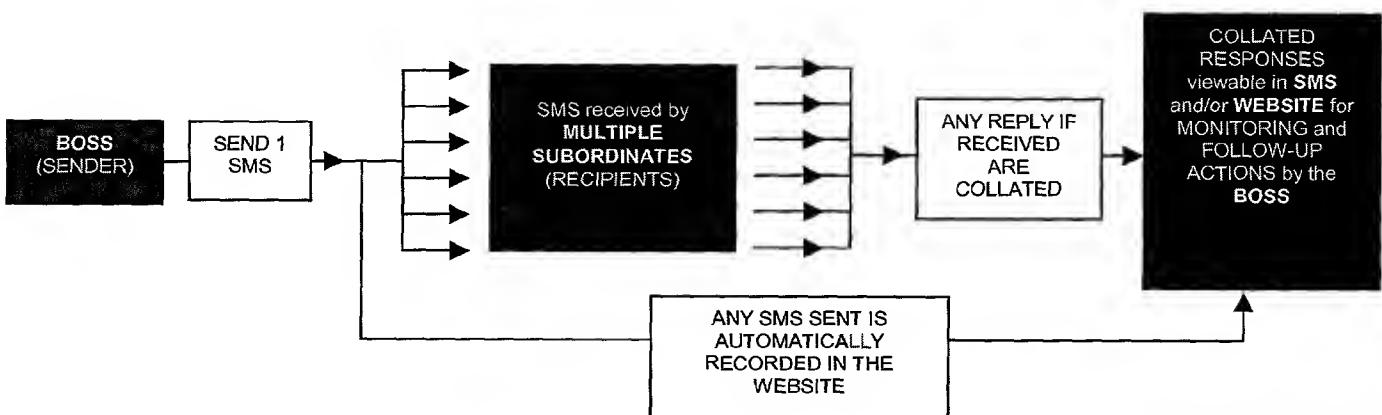 BOSS
(SENDER)
SEND 1
SMS
SMS received by
MULTIPLE
SUBORDINATES
(RECIPIENTS)
ANY REPLY IF
RECEIVED
ARE
COLLATED
COLLATED
RESPONSES
viewable in SMS
and/or WEBSITE for
MONITORING and
FOLLOW-UP
ACTIONS by the
BOSS
ANY SMS SENT IS
AUTOMATICALLY
RECORDED IN THE
WEBSITE